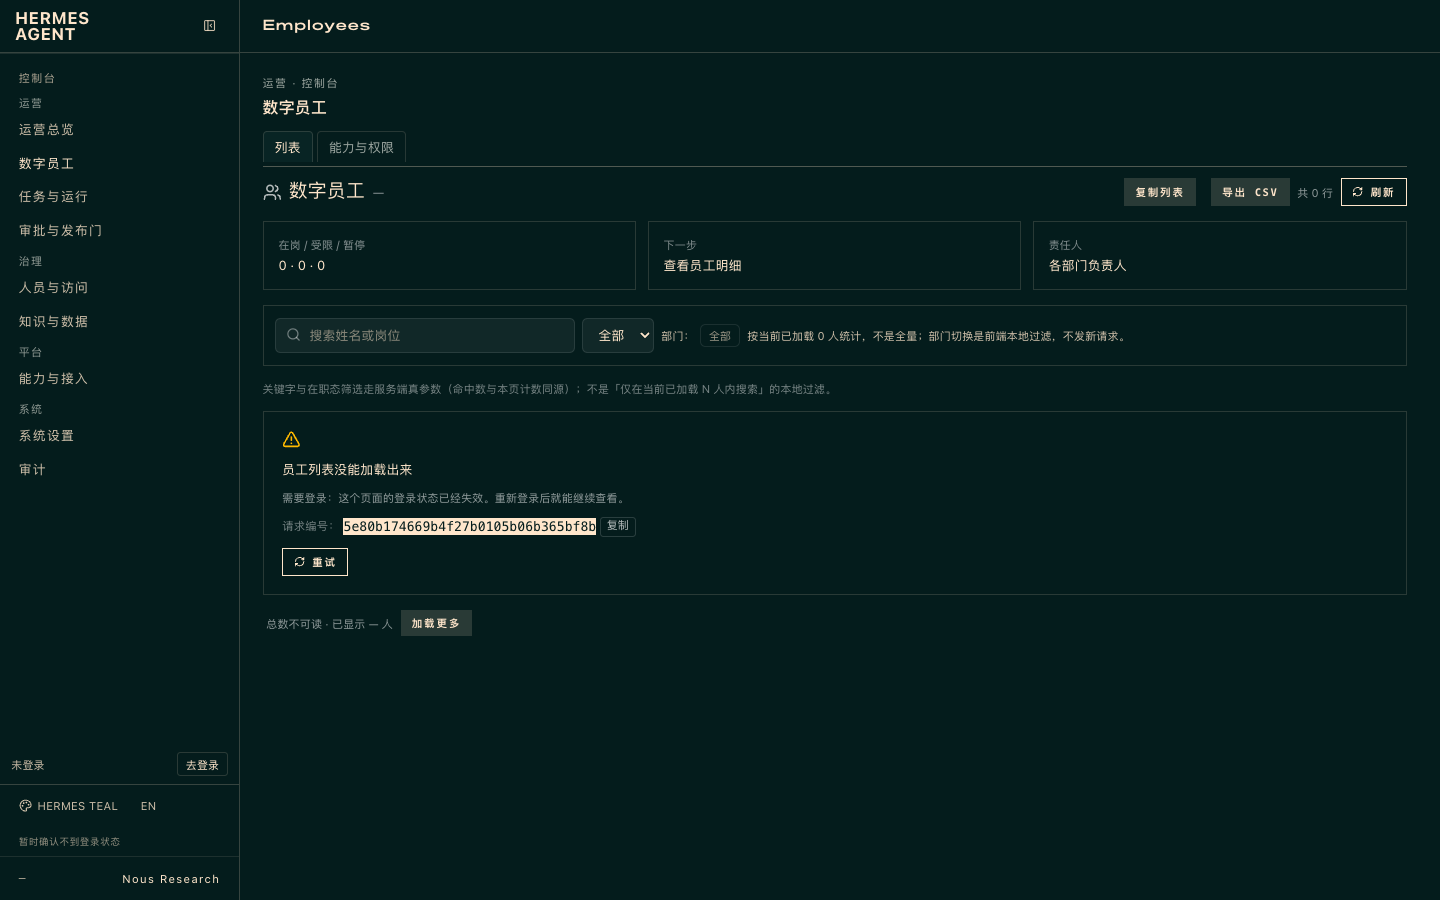 HERMES
AGENT
控制台
运营
运营总览
数字员工
任务与运行
审批与发布门
治理
人员与访问
知识与数据
平台
能力与接入
系统
系统设置
审计
未登录
去登录
HERMES TEAL EN
暂时确认不到登录状态
— Nous Research
Employees
运营 · 控制台
数字员工
列表 能力与权限
数字员工 —
复制列表 导出 CSV 共 0 行 刷新
在岗 / 受限 / 暂停
0 · 0 · 0
下一步
查看员工明细
责任人
各部门负责人
搜索姓名或岗位 全部 部门： 全部 按当前已加载 0 人统计，不是全量；部门切换是前端本地过滤，不发新请求。
关键字与在职态筛选走服务端真参数（命中数与本页计数同源）；不是「仅在当前已加载 N 人内搜索」的本地过滤。
员工列表没能加载出来
需要登录：这个页面的登录状态已经失效。重新登录后就能继续查看。
请求编号： 5e80b174669b4f27b0105b06b365bf8b 复制
重试
总数不可读 · 已显示 — 人 加载更多